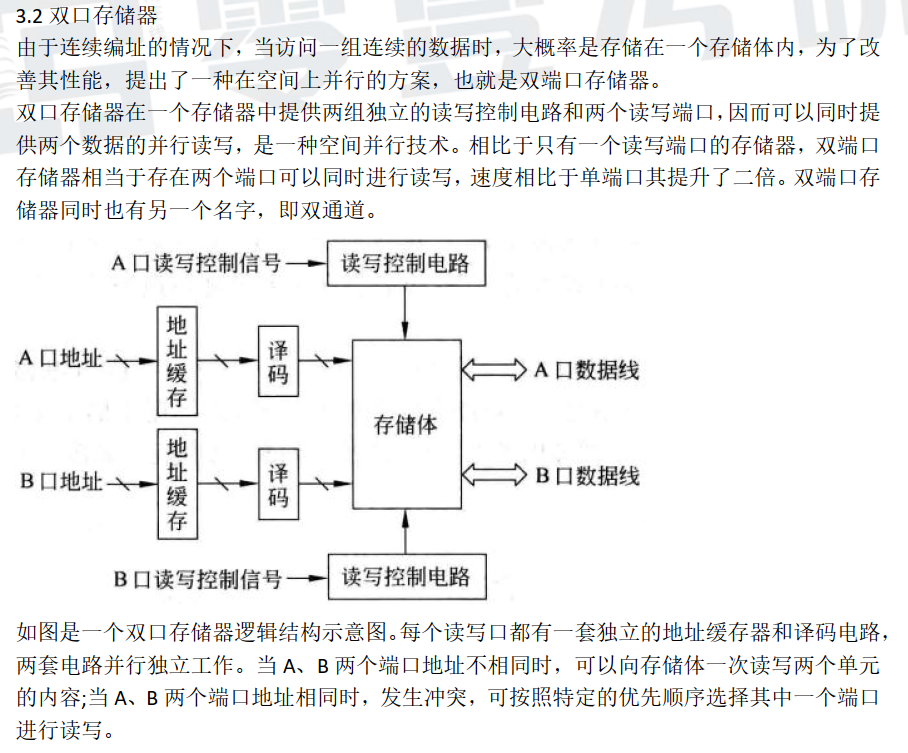 3.2 双口存储器
由于连续编址的情况下，当访问一组连续的数据时，大概率是存储在一个存储体内，为了改
善其性能，提出了一种在空间上并行的方案，也就是双端口存储器。
双口存储器在一个存储器中提供两组独立的读写控制电路和两个读写端口，因而可以同时提
供两个数据的并行读写，是一种空间并行技术。相比于只有一个读写端口的存储器，双端口
存储器相当于存在两个端口可以同时进行读写，速度相比于单端口其提升了二倍。双端口存
储器同时也有另一个名字，即双通道。
A 口读写控制信号
读写控制电路
A 口地址
地址缓存
译码
存储体
A 口数据线
B 口地址
地址缓存
译码
B 口数据线
B 口读写控制信号
读写控制电路
如图是一个双口存储器逻辑结构示意图。每个读写口都有一套独立的地址缓存器和译码电路，
两套电路并行独立工作。当 A、B 两个端口地址不相同时，可以向存储体一次读写两个单元
的内容;当 A、B 两个端口地址相同时，发生冲突，可按照特定的优先顺序选择其中一个端口
进行读写。